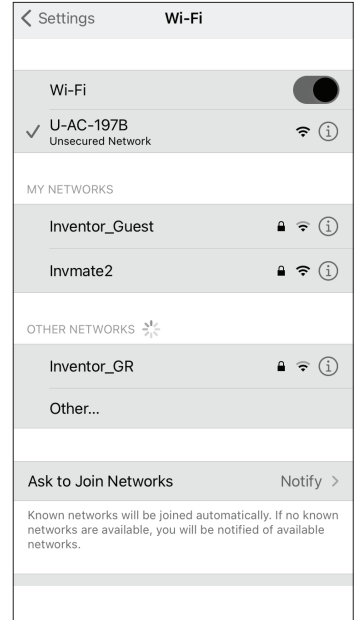 Settings
Wi-Fi
Wi-Fi
U-AC-197B
Unsecured Network
MY NETWORKS
Inventor_Guest
Invmate2
OTHER NETWORKS
Inventor_GR
Other...
Ask to Join Networks
Notify
Known networks will be joined automatically. If no known
networks are available, you will be notified of available
networks.